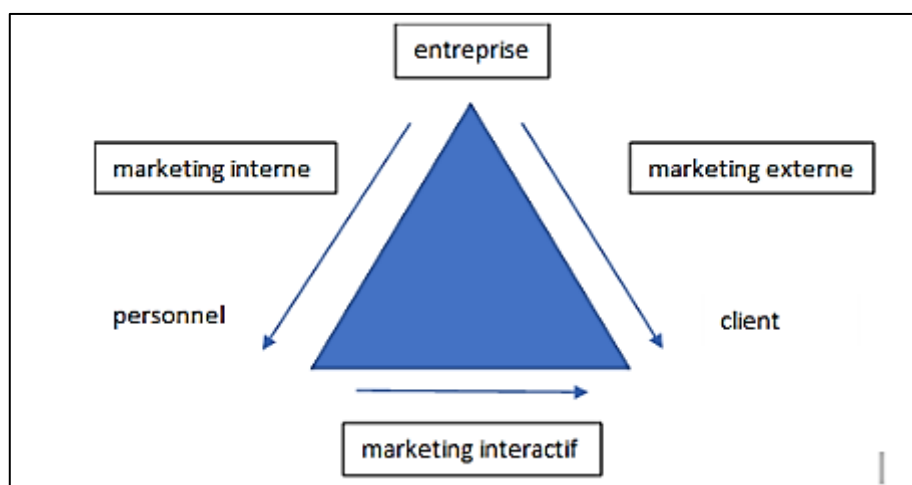 entreprise
marketing interne
marketing externe
personnel
client
marketing interactif